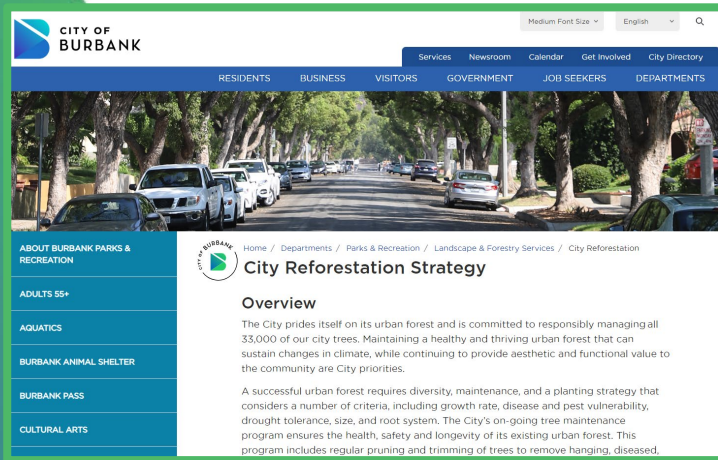 CITY OF
BURBANK
Medium Font Size
English
Services Newsroom Calendar Get Involved City Directory
RESIDENTS BUSINESS VISITORS GOVERNMENT JOB SEEKERS DEPARTMENTS
ABOUT BURBANK PARKS &
RECREATION
ADULTS 55+
AQUATICS
BURBANK ANIMAL SHELTER
BURBANK PASS
CULTURAL ARTS
CITY OF BURBANK
Home / Departments / Parks & Recreation / Landscape & Forestry Services / City Reforestation
City Reforestation Strategy
Overview
The City prides itself on its urban forest and is committed to responsibly managing all
33,000 of our city trees. Maintaining a healthy and thriving urban forest that can
sustain changes in climate, while continuing to provide aesthetic and functional value to
the community are City priorities.
A successful urban forest requires diversity, maintenance, and a planting strategy that
considers a number of criteria, including growth rate, disease and pest vulnerability,
drought tolerance, size, and root system. The City's on-going tree maintenance
program ensures the health, safety and longevity of its existing urban forest. This
program includes regular pruning and trimming of trees to remove hanging, diseased,